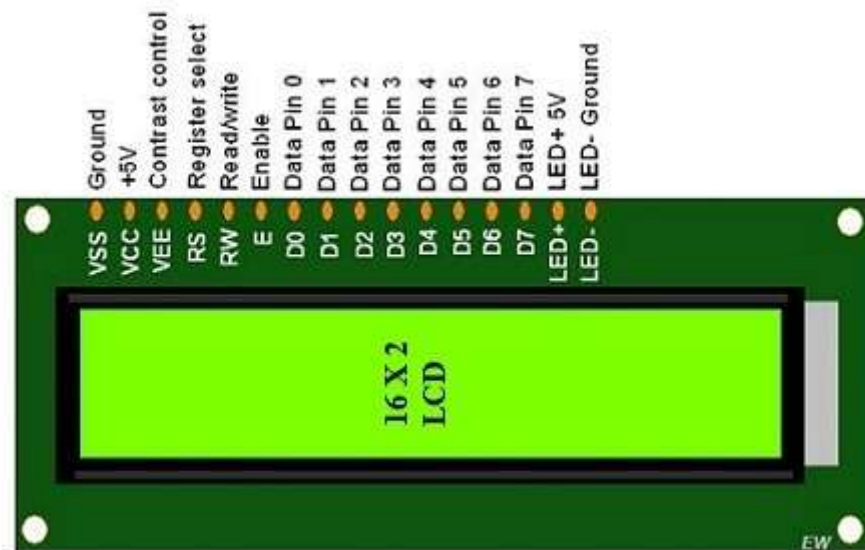 Ground
+5V
Contrast control
Register select
Read/write
Enable
Data Pin 0
Data Pin 1
Data Pin 2
Data Pin 3
Data Pin 4
Data Pin 5
Data Pin 6
Data Pin 7
LED+ 5V
LED- Ground
VSS
VCC
VEE
RS
RW
E
D0
D1
D2
D3
D4
D5
D6
D7
LED+
LED-
16 X 2
LCD
EW